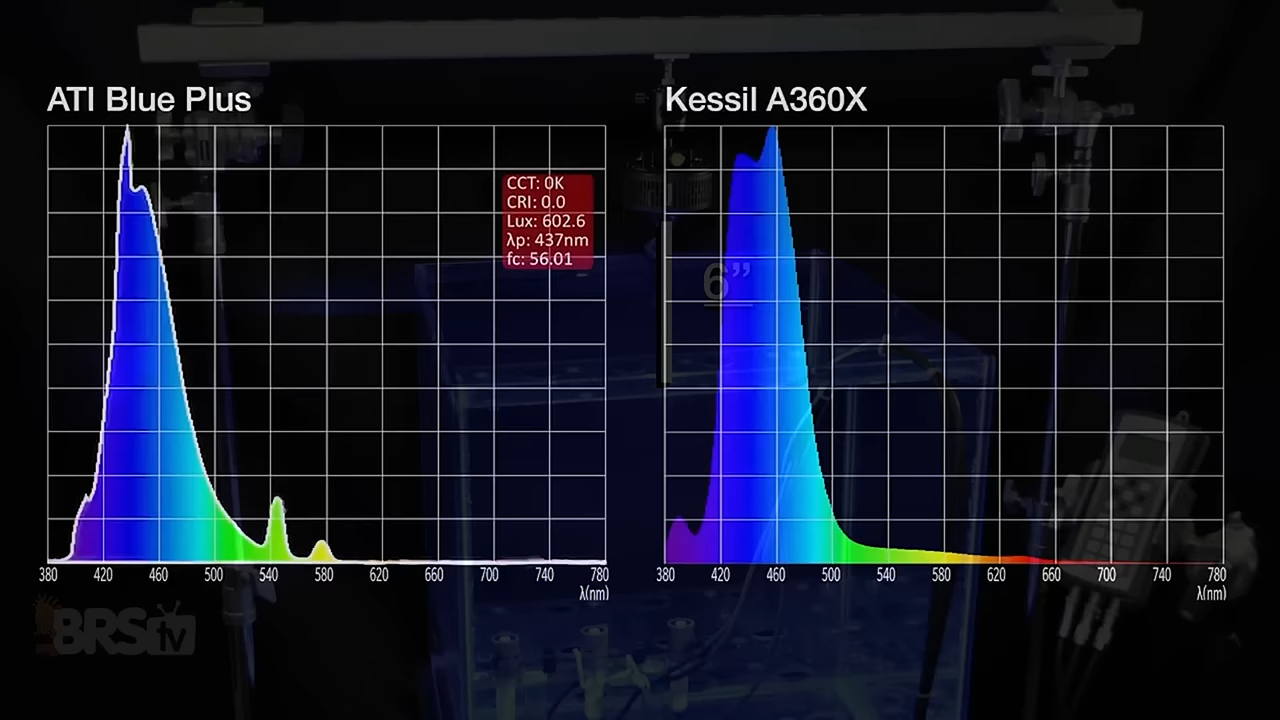 ATI Blue Plus
CCT: 0K
CRI: 0.0
Lux: 602.6
λp: 437nm
fc: 56.01
380 420 460 500 540 580 620 660 700 740 780
λ(nm)
Kessil A360X
6”
380 420 460 500 540 580 620 660 700 740 780
λ(nm)
BRStv